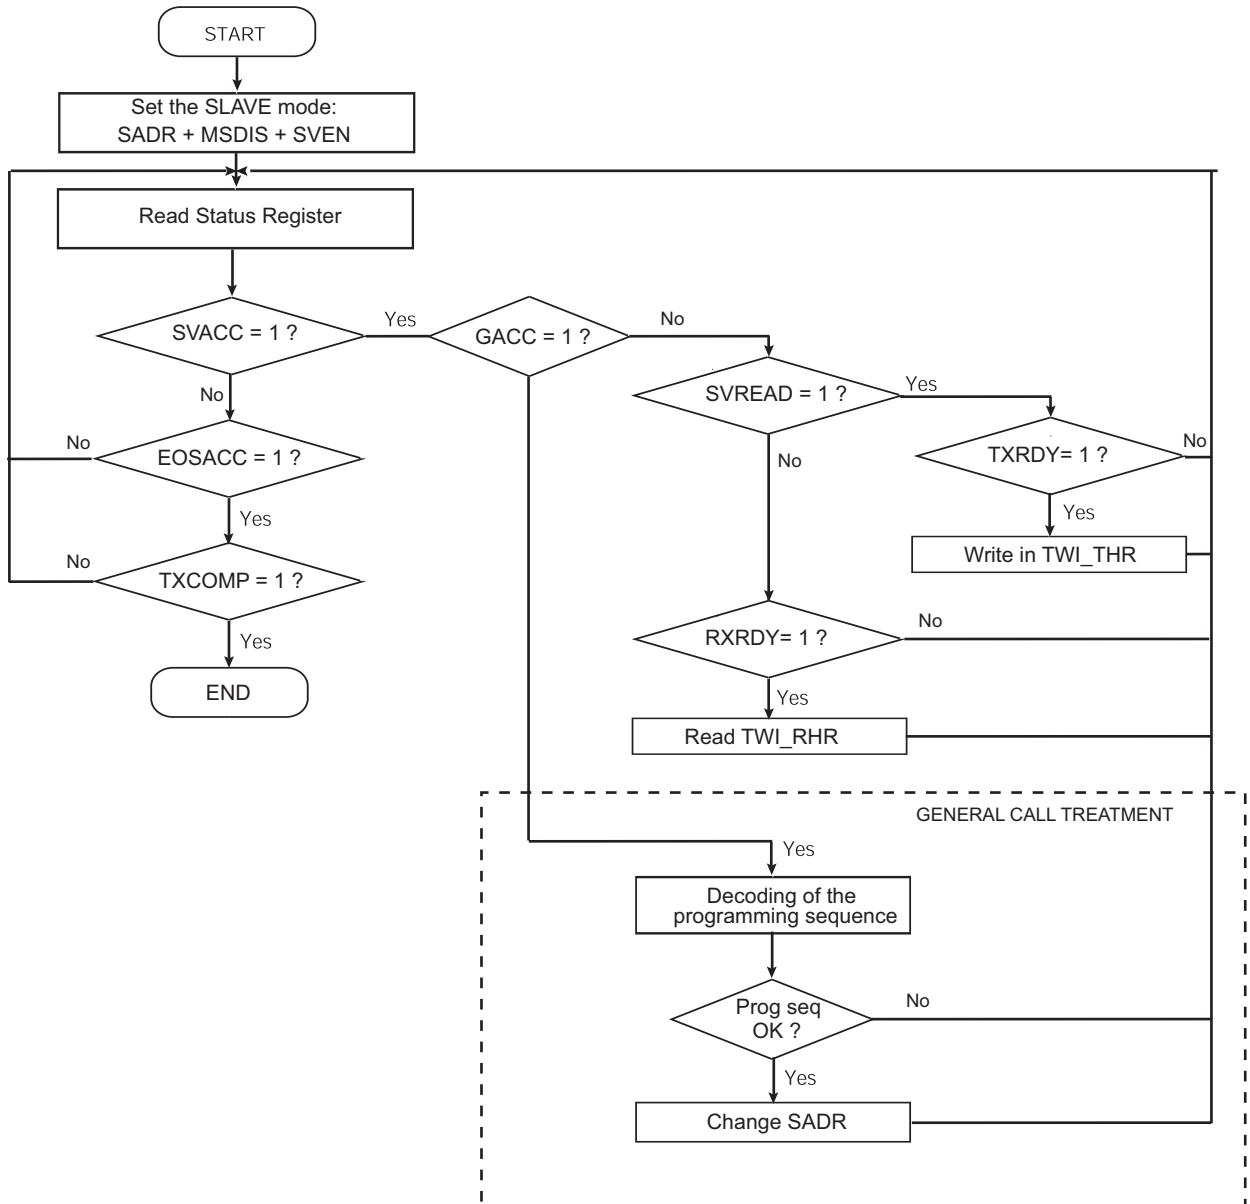 START
Set the SLAVE mode:
SADR + MSDIS + SVEN
Read Status Register
SVACC = 1 ?
Yes
GACC = 1 ?
No
SVREAD = 1 ?
Yes
No
EOSACC = 1 ?
No
TXRDY= 1 ?
No
No
Yes
Yes
Write in TWI_THR
No
TXCOMP = 1 ?
Yes
RXRDY= 1 ?
No
END
Yes
Read TWI_RHR
GENERAL CALL TREATMENT
Yes
Decoding of the
programming sequence
Prog seq
OK ?
No
Yes
Change SADR